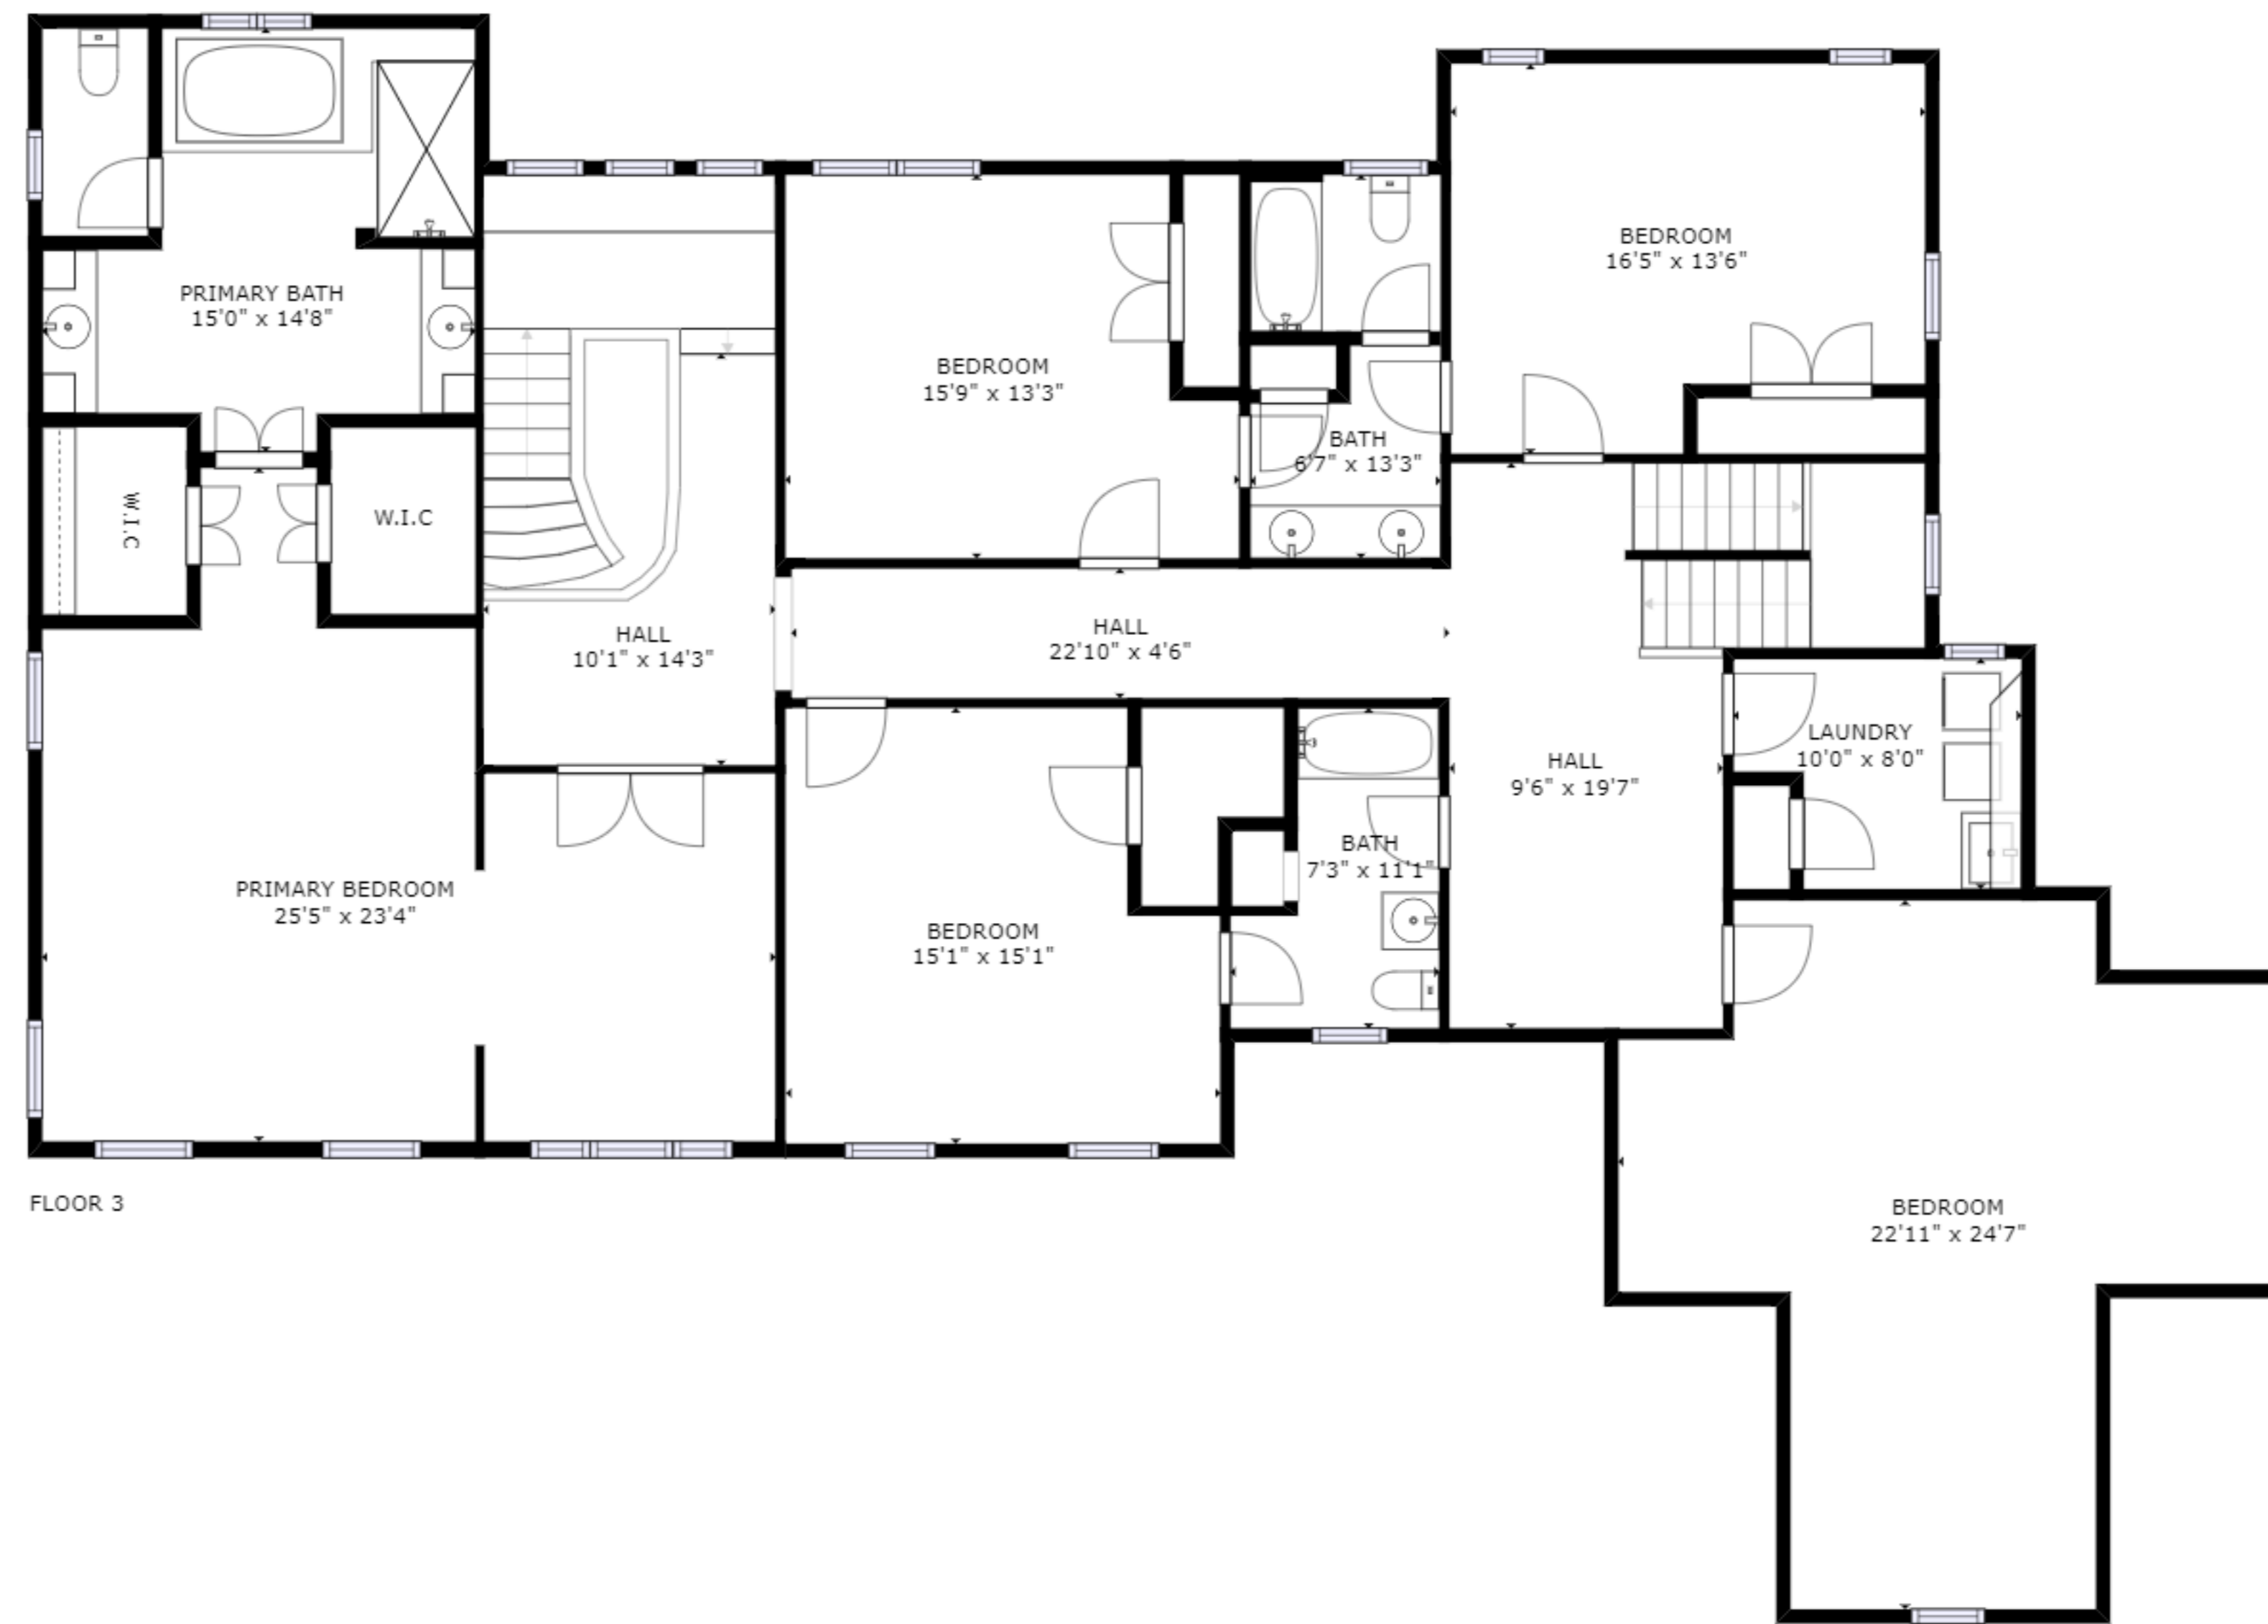 PRIMARY BATH
15'0" x 14'8"
W.I.C
W.I.C
PRIMARY BEDROOM
25'5" x 23'4"
HALL
10'1" x 14'3"
BEDROOM
15'9" x 13'3"
BATH
6'7" x 13'3"
BEDROOM
16'5" x 13'6"
HALL
22'10" x 4'6"
BEDROOM
15'1" x 15'1"
BATH
7'3" x 11'1"
HALL
9'6" x 19'7"
LAUNDRY
10'0" x 8'0"
BEDROOM
22'11" x 24'7"
FLOOR 3